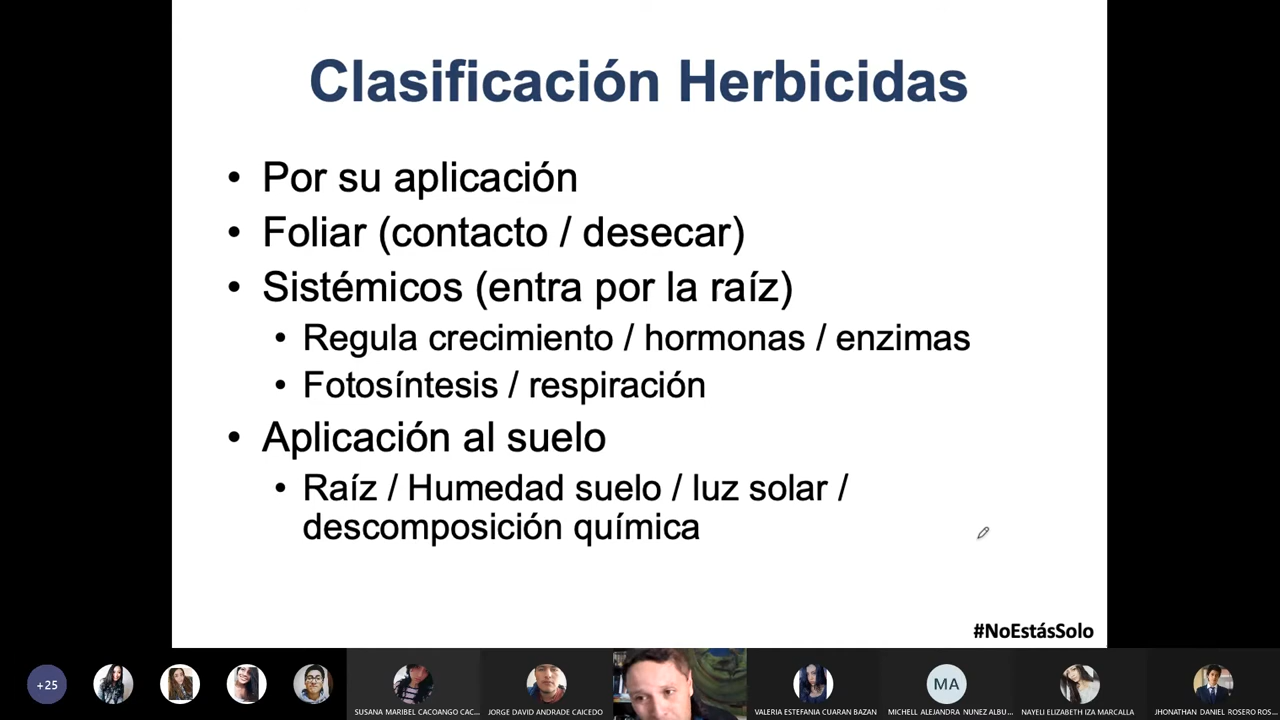 Clasificación Herbicidas
• Por su aplicación
• Foliar (contacto / desecar)
• Sistémicos (entra por la raíz)
• Regula crecimiento / hormonas / enzimas
• Fotosíntesis / respiración
• Aplicación al suelo
• Raíz / Humedad suelo / luz solar /
descomposición química
#NoEstásSolo
+25
MA
SUSANA MARIBEL CACOANGO CAC...
JORGE DAVID ANDRADE CAICEDO
VALERIA ESTEFANIA CUARAN BAZAN
MICHELL ALEJANDRA NUNEZ ALBU...
NAYELI ELIZABETH IZA MARCALLA
JHONATHAN DANIEL ROSERO ROS...